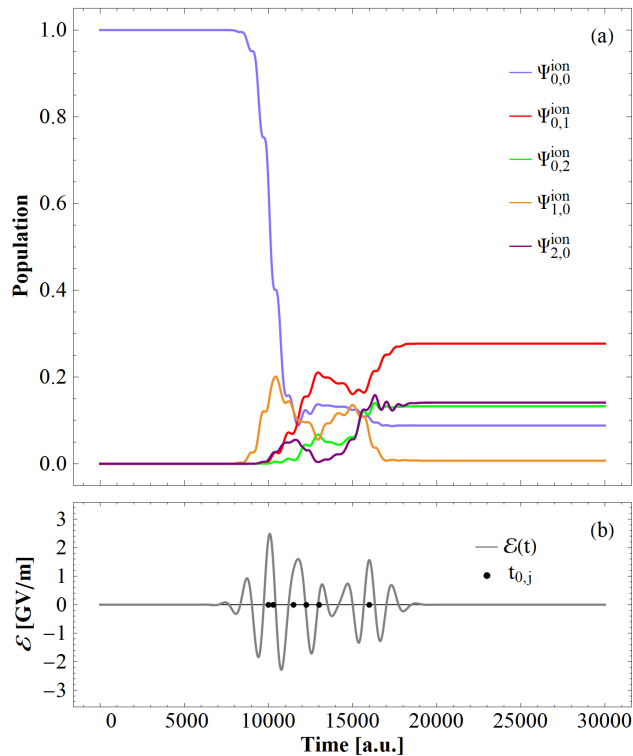 (a)
1.0
0.8
0.6
0.4
0.2
0.0
Population
Ψ^{ion}_{0,0}
Ψ^{ion}_{0,1}
Ψ^{ion}_{0,2}
Ψ^{ion}_{1,0}
Ψ^{ion}_{2,0}
(b)
3
2
1
0
−1
−2
−3
ℰ [GV/m]
ℰ(t)
t_{0,j}
0 5000 10000 15000 20000 25000 30000
Time [a.u.]